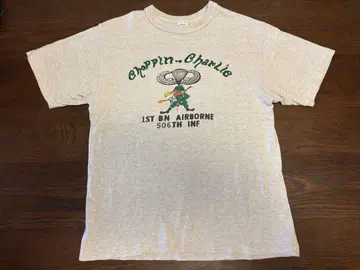 Choppin Charlie
1ST BN AIRBORNE
506TH INF